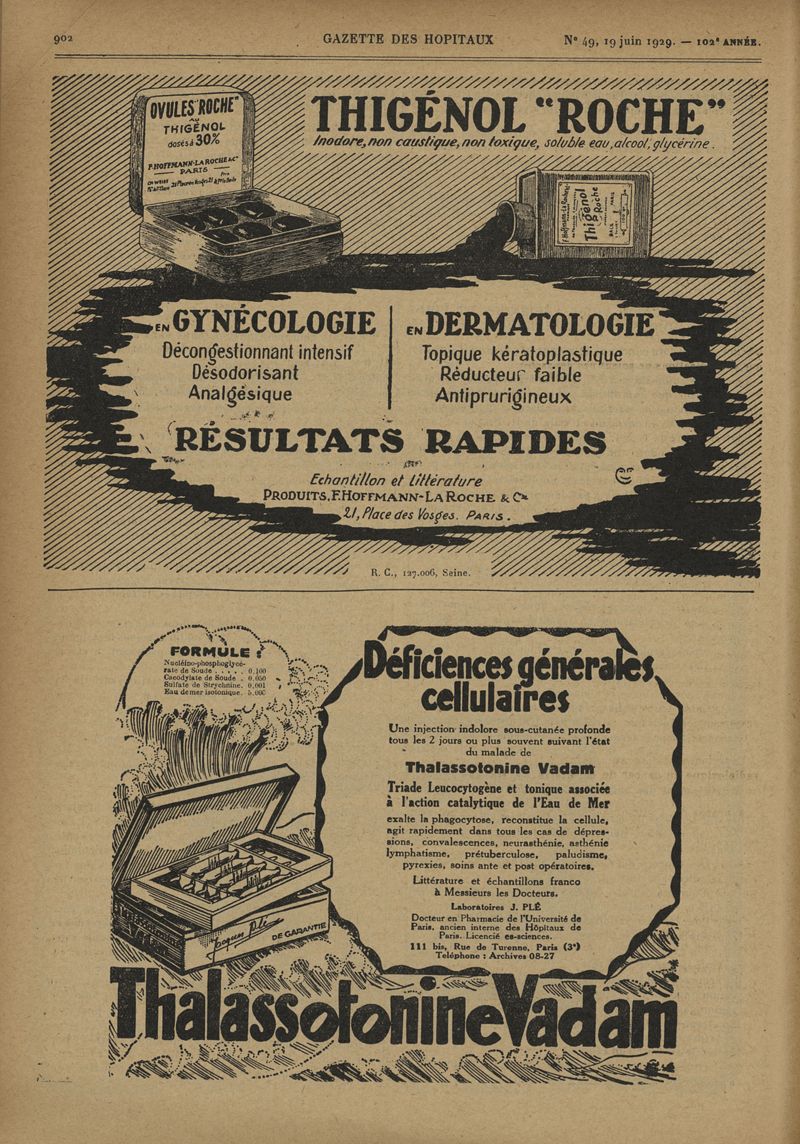 902 GAZETTE DES HOPITAUX N° 49, 19 juin 1929. — 102e ANNÉE.
OVULES "ROCHE"
AU
THIGÉNOL
dosés à 30%
F. HOFFMANN-LA ROCHE & Cie
PARIS
THIGÉNOL "ROCHE"
Inodore, non caustique, non toxique, soluble eau, alcool, glycérine.
Thigénol
Roche
EN GYNÉCOLOGIE
Décongestionnant intensif
Désodorisant
Analgésique
EN DERMATOLOGIE
Topique kératoplastique
Réducteur faible
Antiprurigineux
RÉSULTATS RAPIDES
Echantillon et Littérature
PRODUITS. F. HOFFMANN-LA ROCHE & Cie
21, Place des Vosges. PARIS.
R. C., 127.006, Seine.
FORMULE :
Nucléino-phosphoglycé-
rate de Soude . . . . . 0,100
Cacodylate de Soude . 0,050
Sulfate de Strychnine. 0,001
Eau de mer isotonique. 5,000
Déficiences générales
cellulaires
Une injection indolore sous-cutanée profonde
tous les 2 jours ou plus souvent suivant l'état
du malade de
Thalassotonine Vadam
Triade Leucocytogène et tonique associée
à l'action catalytique de l'Eau de Mer
exalte la phagocytose, reconstitue la cellule,
agit rapidement dans tous les cas de dépres-
sions, convalescences, neurasthénie, asthénie
lymphatisme, prétuberculose, paludisme,
pyrexies, soins ante et post opératoires.
Littérature et échantillons franco
à Messieurs les Docteurs.
Laboratoires J. PLÉ
Docteur en Pharmacie de l'Université de
Paris, ancien interne des Hôpitaux de
Paris. Licencié es-sciences.
111 bis, Rue de Turenne, Paris (3e)
Téléphone : Archives 08-27
Jacques Plé
DE GARANTIE
Thalassotonine Vadam